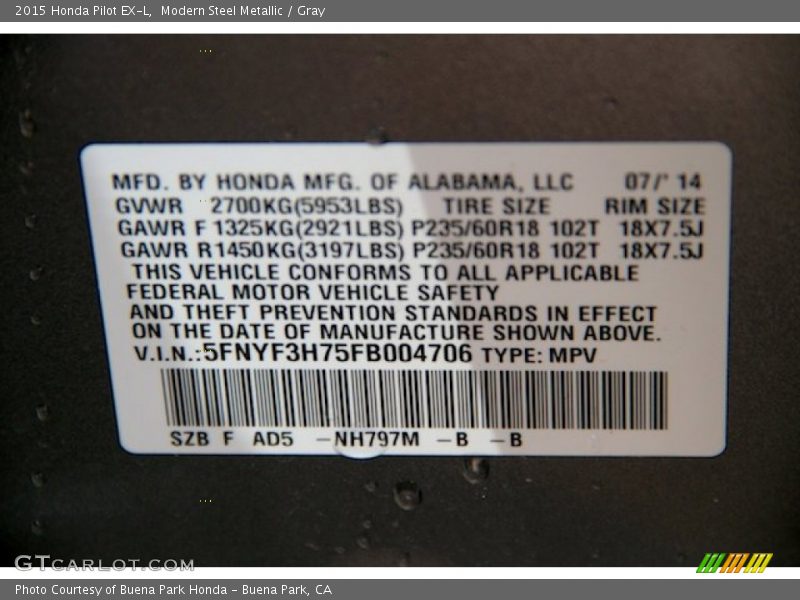 2015 Honda Pilot EX-L, Modern Steel Metallic / Gray
MFD. BY HONDA MFG. OF ALABAMA, LLC 07/' 14
GVWR 2700KG(5953LBS) TIRE SIZE RIM SIZE
GAWR F 1325KG(2921LBS) P235/60R18 102T 18X7.5J
GAWR R1450KG(3197LBS) P235/60R18 102T 18X7.5J
THIS VEHICLE CONFORMS TO ALL APPLICABLE
FEDERAL MOTOR VEHICLE SAFETY
AND THEFT PREVENTION STANDARDS IN EFFECT
ON THE DATE OF MANUFACTURE SHOWN ABOVE.
V.I.N.:5FNYF3H75FB004706 TYPE: MPV
SZB F AD5 -NH797M -B -B
GTCARLOT.COM
Photo Courtesy of Buena Park Honda - Buena Park, CA